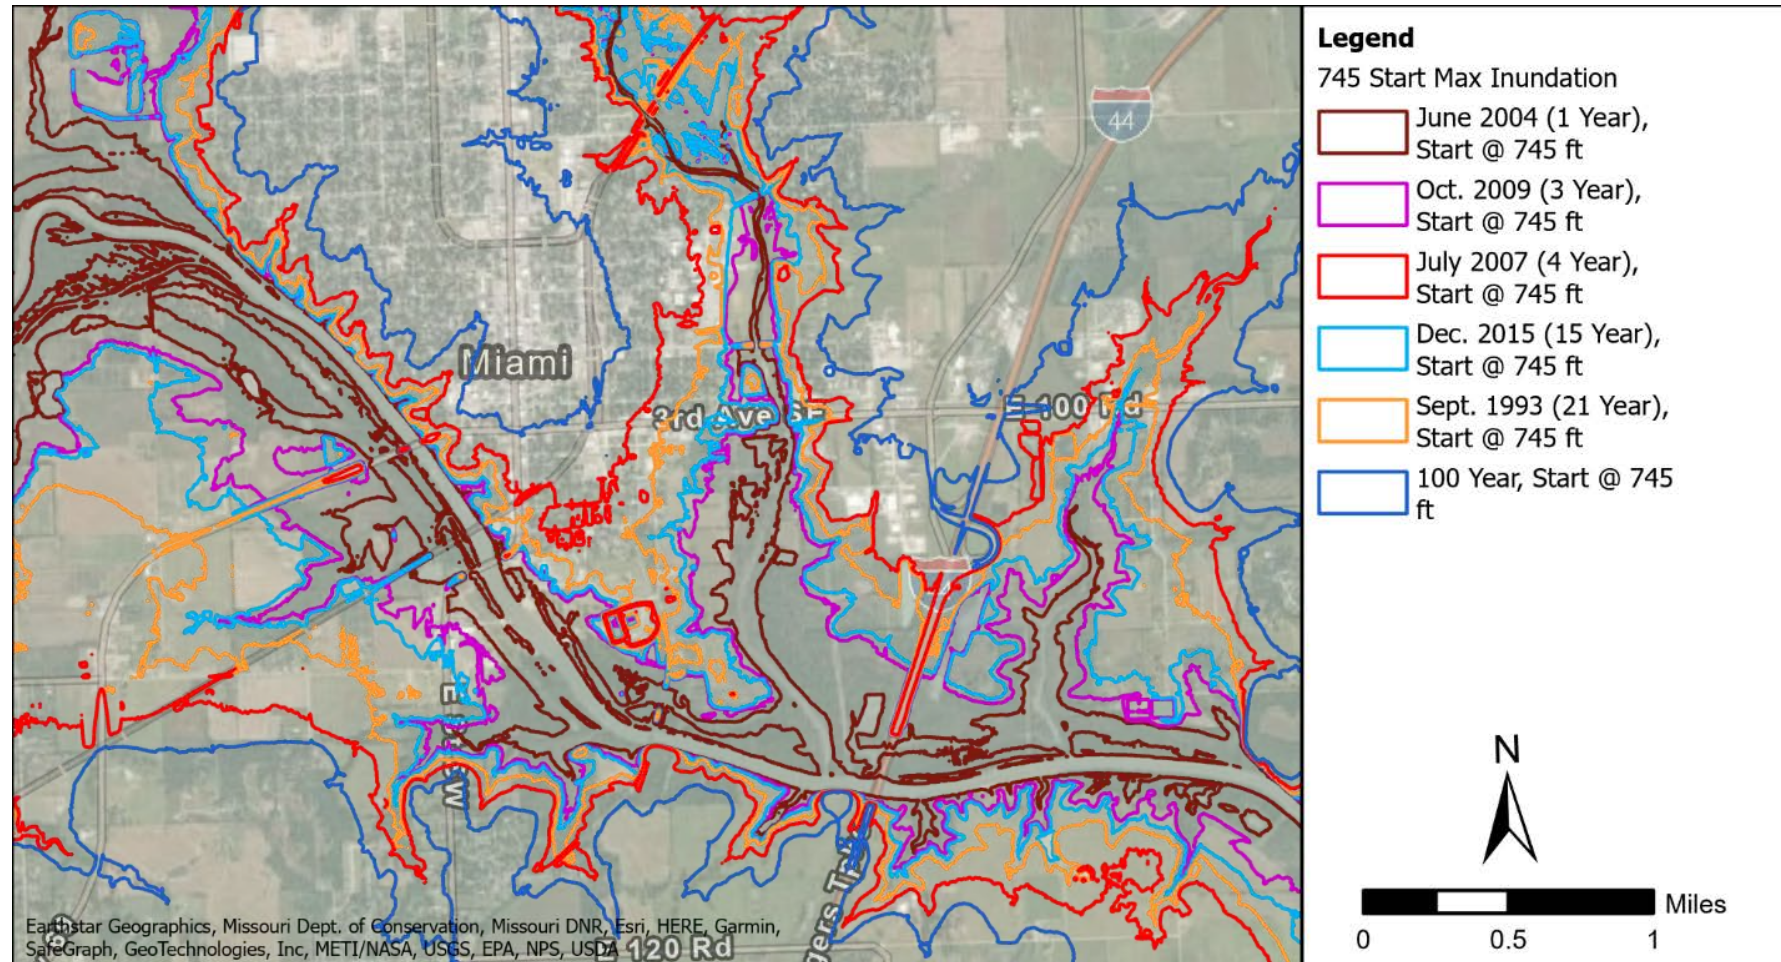 44
Miami
3rd Ave SE
E 100 Rd
E
SW
E 120 Rd
Earthstar Geographics, Missouri Dept. of Conservation, Missouri DNR, Esri, HERE, Garmin,
SafeGraph, GeoTechnologies, Inc, METI/NASA, USGS, EPA, NPS, USDA
Legend
745 Start Max Inundation
June 2004 (1 Year),
Start @ 745 ft
Oct. 2009 (3 Year),
Start @ 745 ft
July 2007 (4 Year),
Start @ 745 ft
Dec. 2015 (15 Year),
Start @ 745 ft
Sept. 1993 (21 Year),
Start @ 745 ft
100 Year, Start @ 745
ft
N
Miles
0 0.5 1